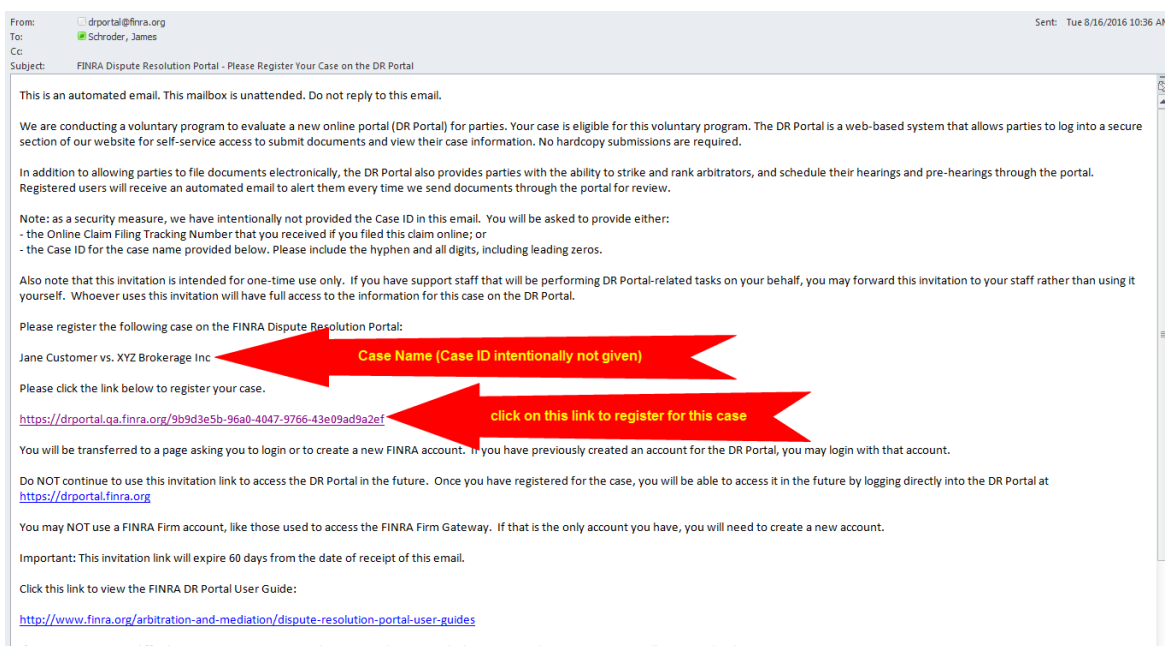 From: drportal@finra.org Sent: Tue 8/16/2016 10:36 AM
To: Schroder, James
Cc:
Subject: FINRA Dispute Resolution Portal - Please Register Your Case on the DR Portal
This is an automated email. This mailbox is unattended. Do not reply to this email.
We are conducting a voluntary program to evaluate a new online portal (DR Portal) for parties. Your case is eligible for this voluntary program. The DR Portal is a web-based system that allows parties to log into a secure
section of our website for self-service access to submit documents and view their case information. No hardcopy submissions are required.
In addition to allowing parties to file documents electronically, the DR Portal also provides parties with the ability to strike and rank arbitrators, and schedule their hearings and pre-hearings through the portal.
Registered users will receive an automated email to alert them every time we send documents through the portal for review.
Note: as a security measure, we have intentionally not provided the Case ID in this email. You will be asked to provide either:
- the Online Claim Filing Tracking Number that you received if you filed this claim online; or
- the Case ID for the case name provided below. Please include the hyphen and all digits, including leading zeros.
Also note that this invitation is intended for one-time use only. If you have support staff that will be performing DR Portal-related tasks on your behalf, you may forward this invitation to your staff rather than using it
yourself. Whoever uses this invitation will have full access to the information for this case on the DR Portal.
Please register the following case on the FINRA Dispute Resolution Portal:
Jane Customer vs. XYZ Brokerage Inc Case Name (Case ID intentionally not given)
Please click the link below to register your case.
https://drportal.qa.finra.org/9b9d3e5b-96a0-4047-9766-43e09ad9a2ef click on this link to register for this case
You will be transferred to a page asking you to login or to create a new FINRA account. If you have previously created an account for the DR Portal, you may login with that account.
Do NOT continue to use this invitation link to access the DR Portal in the future. Once you have registered for the case, you will be able to access it in the future by logging directly into the DR Portal at
https://drportal.finra.org
You may NOT use a FINRA Firm account, like those used to access the FINRA Firm Gateway. If that is the only account you have, you will need to create a new account.
Important: This invitation link will expire 60 days from the date of receipt of this email.
Click this link to view the FINRA DR Portal User Guide:
http://www.finra.org/arbitration-and-mediation/dispute-resolution-portal-user-guides